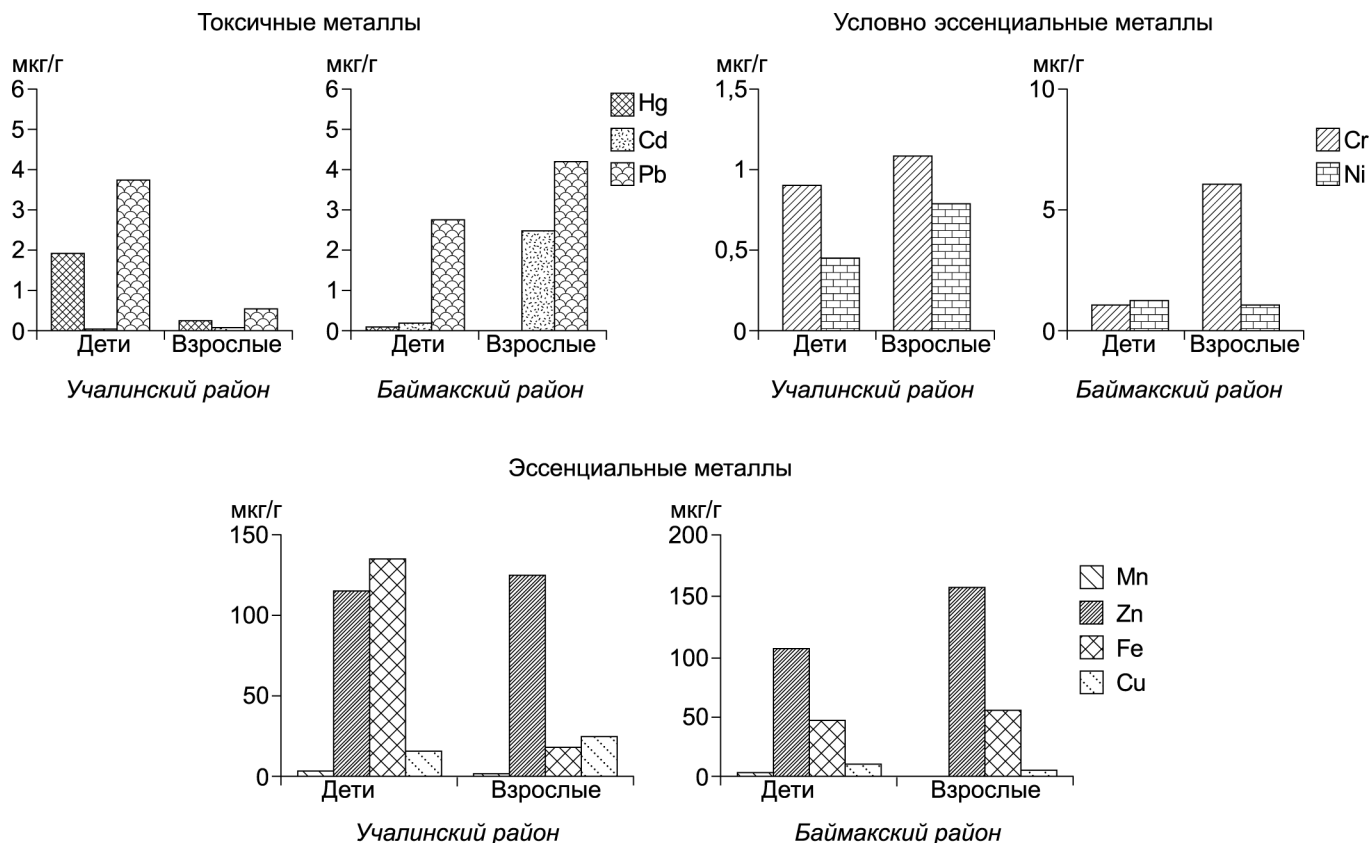 Токсичные металлы
Условно эссенциальные металлы
мкг/г
6
5
4
3
2
1
0
Дети Взрослые
Учалинский район
мкг/г
6
5
4
3
2
1
0
Дети Взрослые
Баймакский район
Hg
Cd
Pb
мкг/г
1,5
1
0,5
0
Дети Взрослые
Учалинский район
мкг/г
10
5
0
Дети Взрослые
Баймакский район
Cr
Ni
Эссенциальные металлы
мкг/г
150
100
50
0
Дети Взрослые
Учалинский район
мкг/г
200
150
100
50
0
Дети Взрослые
Баймакский район
Mn
Zn
Fe
Cu